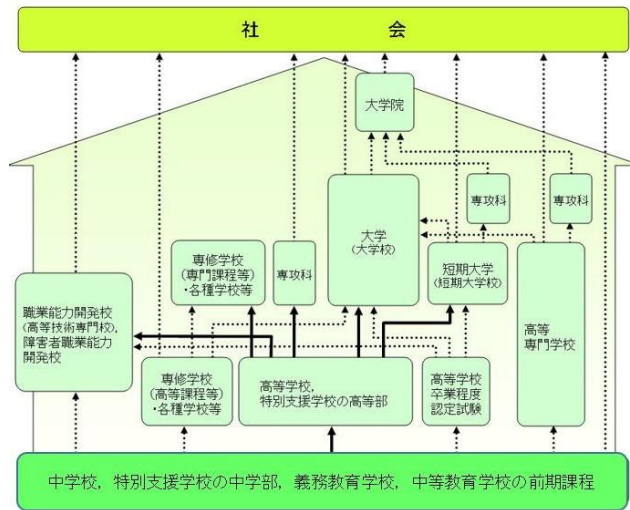 社　　会
大学院
専攻科
専攻科
大学
(大学校)
専修学校
(専門課程等)
・各種学校等
専攻科
短期大学
(短期大学校)
職業能力開発校
(高等技術専門校),
障害者職業能力
開発校
高等
専門学校
専修学校
(高等課程等)
・各種学校等
高等学校,
特別支援学校の高等部
高等学校
卒業程度
認定試験
中学校，特別支援学校の中学部，義務教育学校，中等教育学校の前期課程